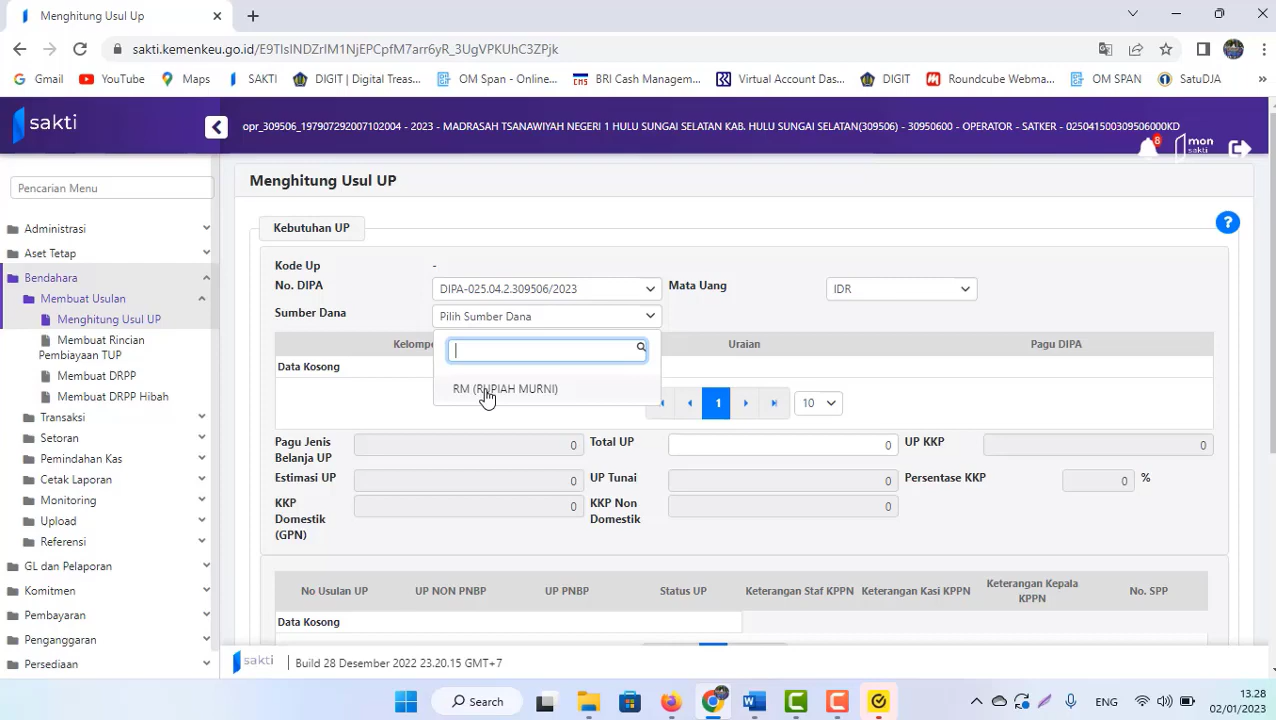 Menghitung Usul Up
sakti.kemenkeu.go.id/E9TIsINDZrIM1NjEPCpfM7arr6yR_3UgVPKUhC3ZPjk
Gmail
YouTube
Maps
SAKTI
DIGIT | Digital Treas...
OM Span - Online...
BRI Cash Managem...
Virtual Account Das...
DIGIT
Roundcube Webma...
OM SPAN
SatuDJA
sakti
opr_309506_197907292007102004 - 2023 - MADRASAH TSANAWIYAH NEGERI 1 HULU SUNGAI SELATAN KAB. HULU SUNGAI SELATAN(309506) - 30950600 - OPERATOR - SATKER - 025041500309506000KD
8
mon
sakti
Pencarian Menu
Administrasi
Aset Tetap
Bendahara
Membuat Usulan
Menghitung Usul UP
Membuat Rincian
Pembiayaan TUP
Membuat DRPP
Membuat DRPP Hibah
Transaksi
Setoran
Pemindahan Kas
Cetak Laporan
Monitoring
Upload
Referensi
GL dan Pelaporan
Komitmen
Pembayaran
Penganggaran
Persediaan
Menghitung Usul UP
?
Kebutuhan UP
Kode Up -
No. DIPA DIPA-025.04.2.309506/2023 Mata Uang IDR
Sumber Dana Pilih Sumber Dana
RM (RUPIAH MURNI)
Kelompo Uraian Pagu DIPA
Data Kosong
1 10
Pagu Jenis Belanja UP 0 Total UP 0 UP KKP 0
Estimasi UP 0 UP Tunai 0 Persentase KKP 0 %
KKP Domestik (GPN) 0 KKP Non Domestik 0
No Usulan UP UP NON PNBP UP PNBP Status UP Keterangan Staf KPPN Keterangan Kasi KPPN Keterangan Kepala KPPN No. SPP
Data Kosong
sakti Build 28 Desember 2022 23.20.15 GMT+7
Search
ENG
13.28
02/01/2023